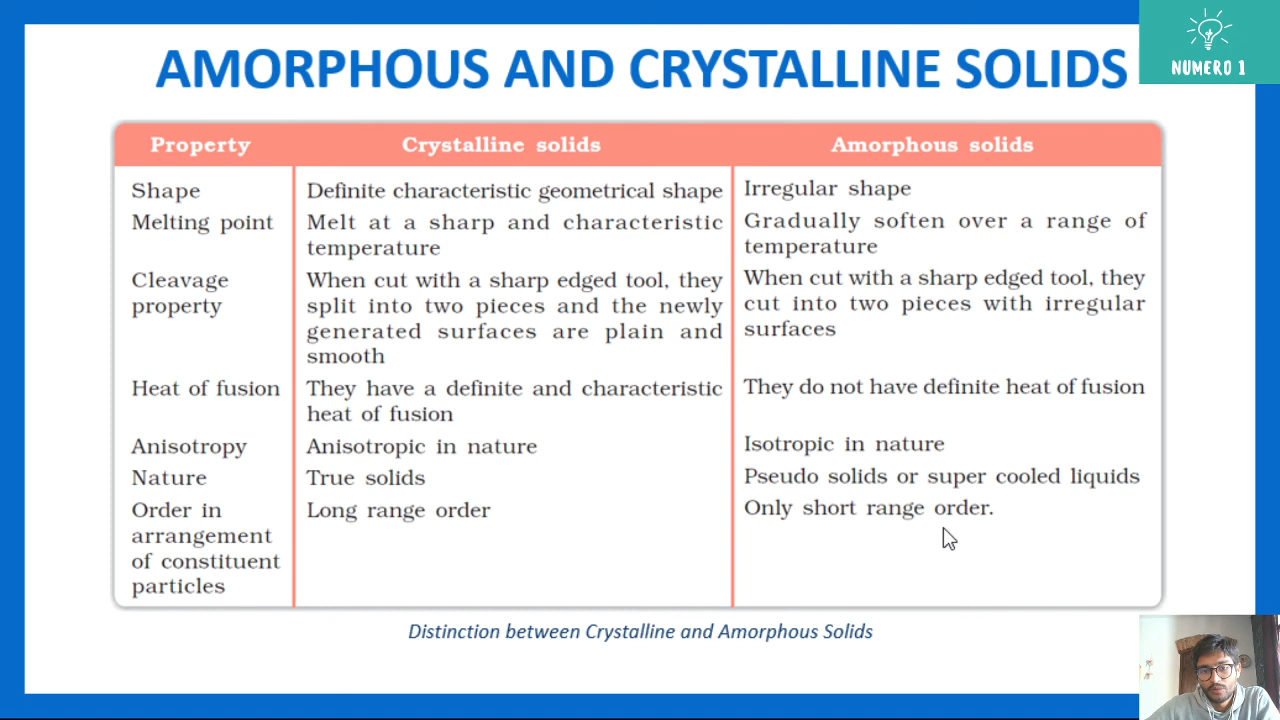 AMORPHOUS AND CRYSTALLINE SOLIDS
NUMERO 1
Property Crystalline solids Amorphous solids
Shape Definite characteristic geometrical shape Irregular shape
Melting point Melt at a sharp and characteristic Gradually soften over a range of
temperature temperature
Cleavage When cut with a sharp edged tool, they When cut with a sharp edged tool, they
property split into two pieces and the newly cut into two pieces with irregular
generated surfaces are plain and surfaces
smooth
Heat of fusion They have a definite and characteristic They do not have definite heat of fusion
heat of fusion
Anisotropy Anisotropic in nature Isotropic in nature
Nature True solids Pseudo solids or super cooled liquids
Order in Long range order Only short range order.
arrangement
of constituent
particles
Distinction between Crystalline and Amorphous Solids